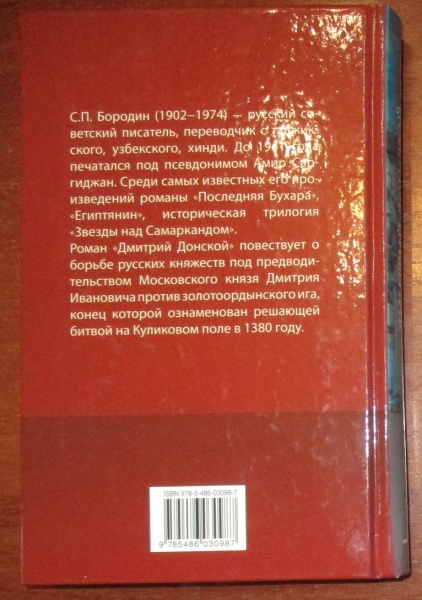 С.П. Бородин (1902–1974) – русский со-
ветский писатель, переводчик с таджик-
ского, узбекского, хинди. До 1941 года
печатался под псевдонимом Амир Сар-
гиджан. Среди самых известных его про-
изведений романы «Последняя Бухара»,
«Египтянин», историческая трилогия
«Звезды над Самаркандом».
Роман «Дмитрий Донской» повествует о
борьбе русских княжеств под предводи-
тельством Московского князя Дмитрия
Ивановича против золотоордынского ига,
конец которой ознаменован решающей
битвой на Куликовом поле в 1380 году.
ISBN 978-5-486-03098-7
9 785486 030987